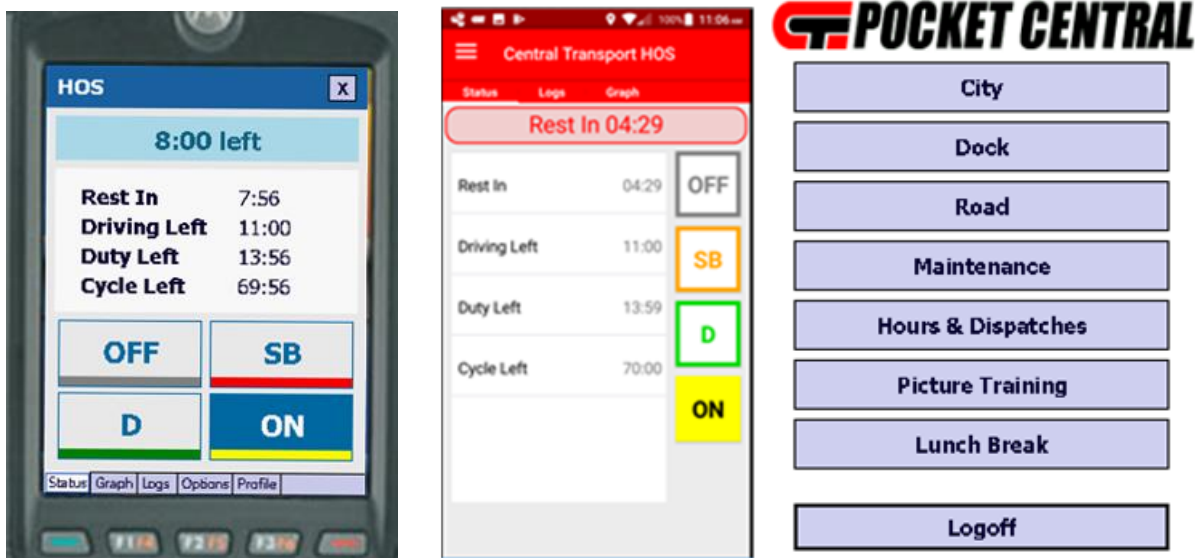 HOS X
8:00 left
Rest In 7:56
Driving Left 11:00
Duty Left 13:56
Cycle Left 69:56
OFF SB
D ON
Status Graph Logs Options Profile
100% 11:06 AM
Central Transport HOS
Status Logs Graph
Rest In 04:29
Rest In 04:29
Driving Left 11:00
Duty Left 13:59
Cycle Left 70:00
OFF
SB
D
ON
POCKET CENTRAL
City
Dock
Road
Maintenance
Hours & Dispatches
Picture Training
Lunch Break
Logoff